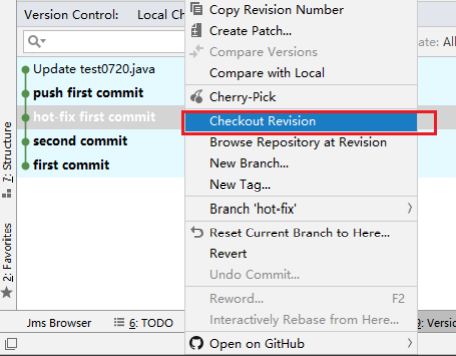 Version Control: Local Ch
Copy Revision Number
Create Patch...
Compare Versions
ate: All
Compare with Local
Update test0720.java
push first commit
Cherry-Pick
hot-fix first commit
Checkout Revision
second commit
Browse Repository at Revision
first commit
New Branch...
New Tag...
Branch 'hot-fix'
Reset Current Branch to Here...
Revert
Undo Commit...
Reword... F2
Interactively Rebase from Here...
Open on GitHub
7: Structure
2: Favorites
Jms Browser
6: TODO
9: Versio